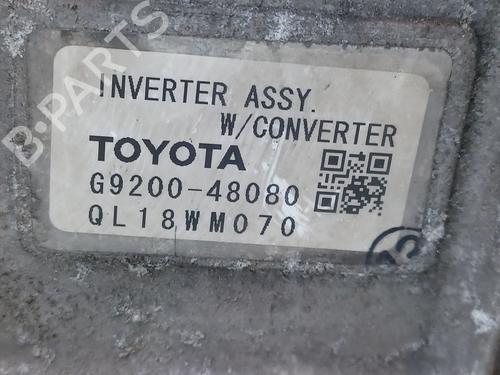 B-PARTS
INVERTER ASSY.
W/CONVERTER
TOYOTA
G9200-48080
QL18WM070